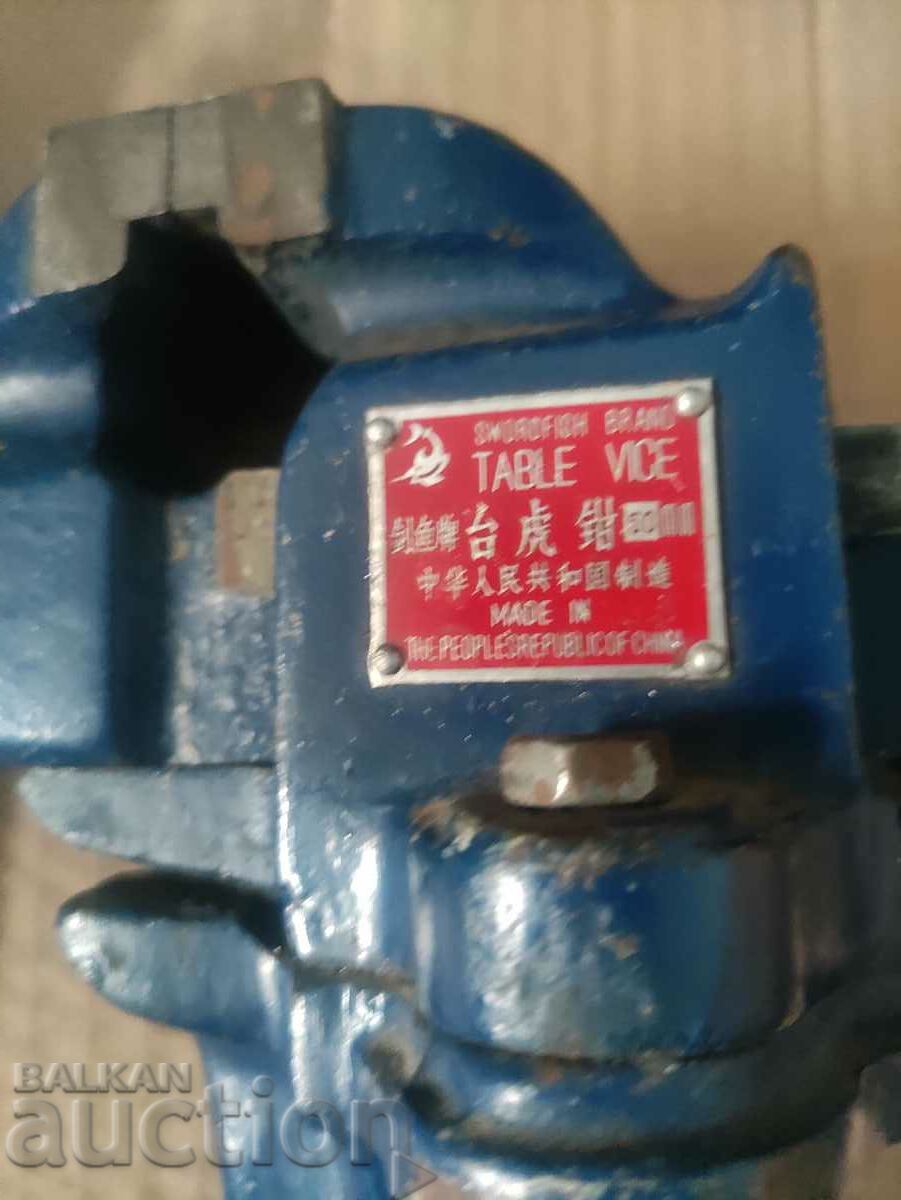 SWORDFISH BRAND
TABLE VICE
剑鱼牌 台虎钳
中华人民共和国制造
MADE IN
THE PEOPLE'S REPUBLIC OF CHINA
BALKAN
auction